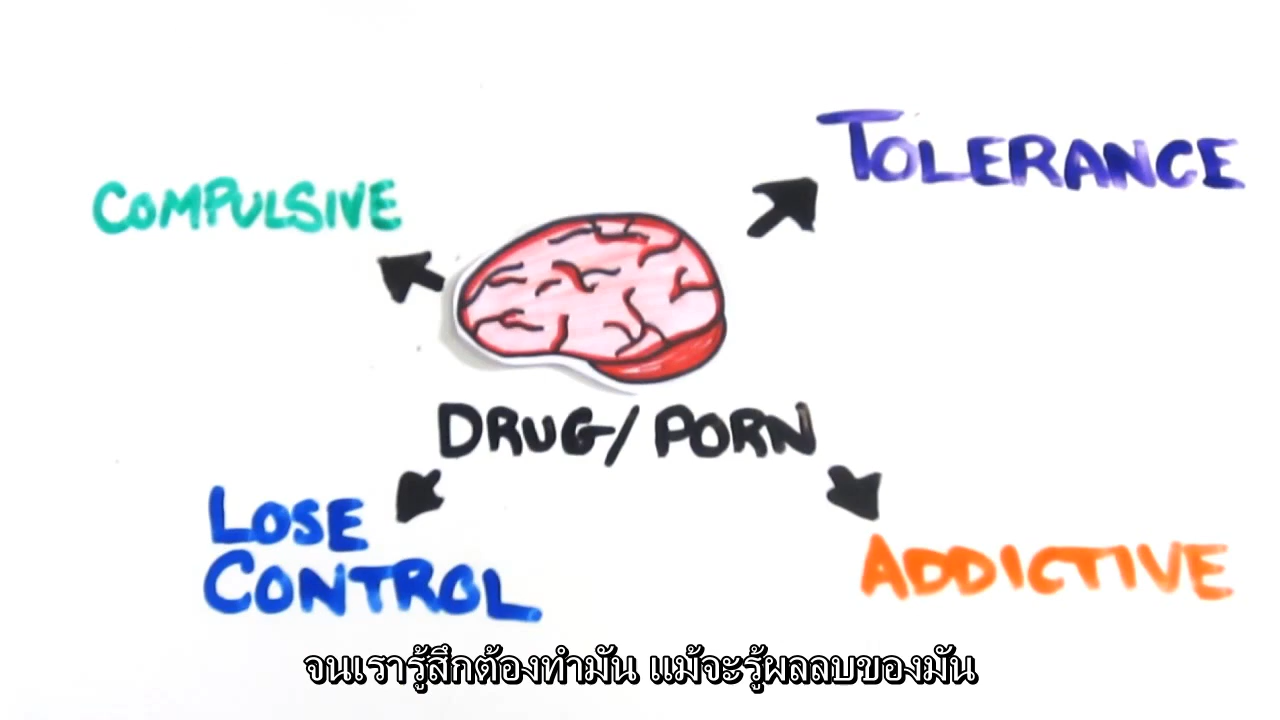 TOLERANCE
COMPULSIVE
DRUG/PORN
LOSE
CONTROL
ADDICTIVE
จนเรารู้สึกต้องทำมัน แม้จะรู้ผลลบของมัน